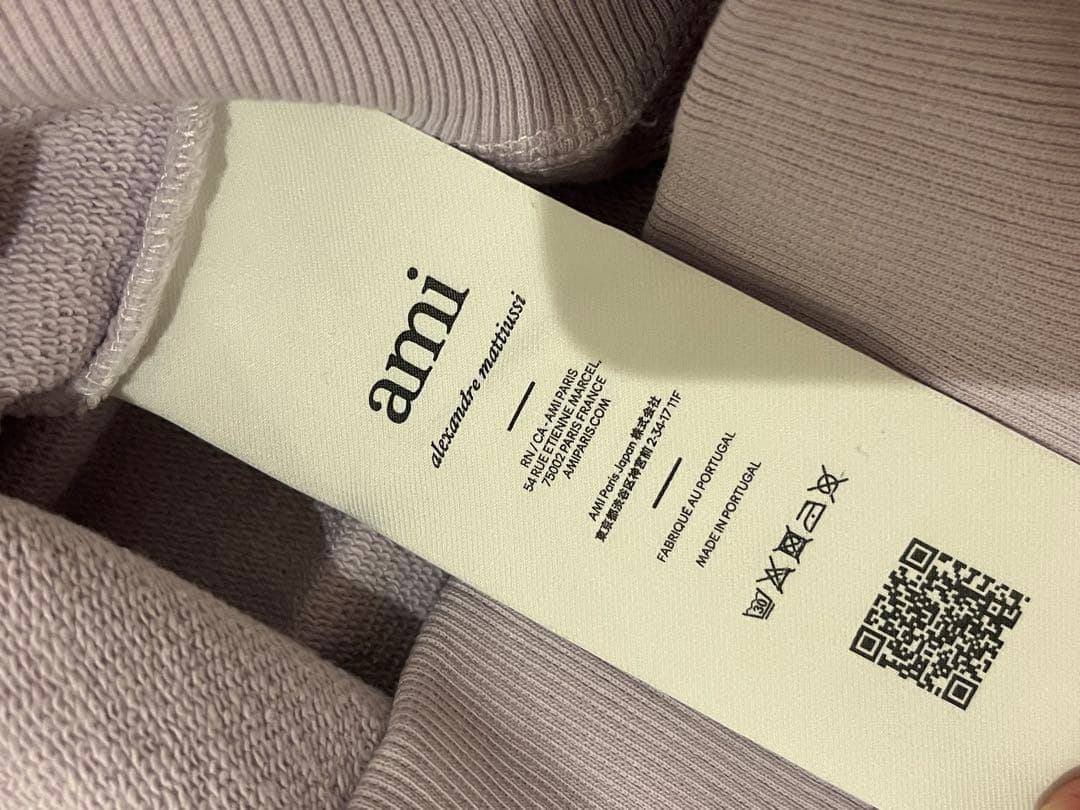 ami
alexandre mattiussi
RN / CA - AMI PARIS
54 RUE ETIENNE MARCEL,
75002 PARIS FRANCE
AMIPARIS.COM
AMI Paris Japan 株式会社
東京都渋谷区神宮前 2-34-17 11F
FABRIQUE AU PORTUGAL
MADE IN PORTUGAL
30